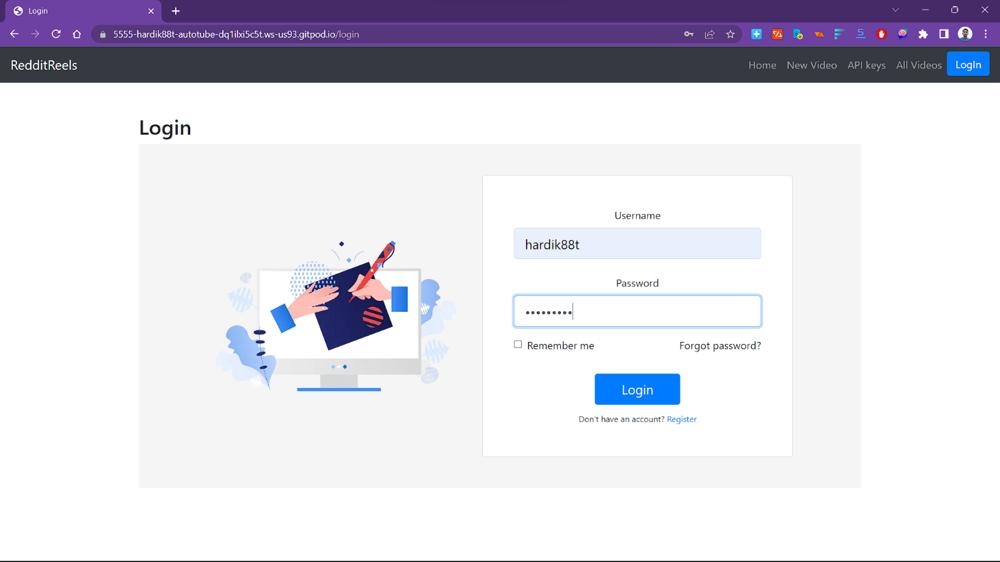 Login
5555-hardik88t-autotube-dq1ilxi5c5t.ws-us93.gitpod.io/login
RedditReels
Home New Video API keys All Videos LogIn
Login
Username
hardik88t
Password
•••••••••
Remember me Forgot password?
Login
Don't have an account? Register